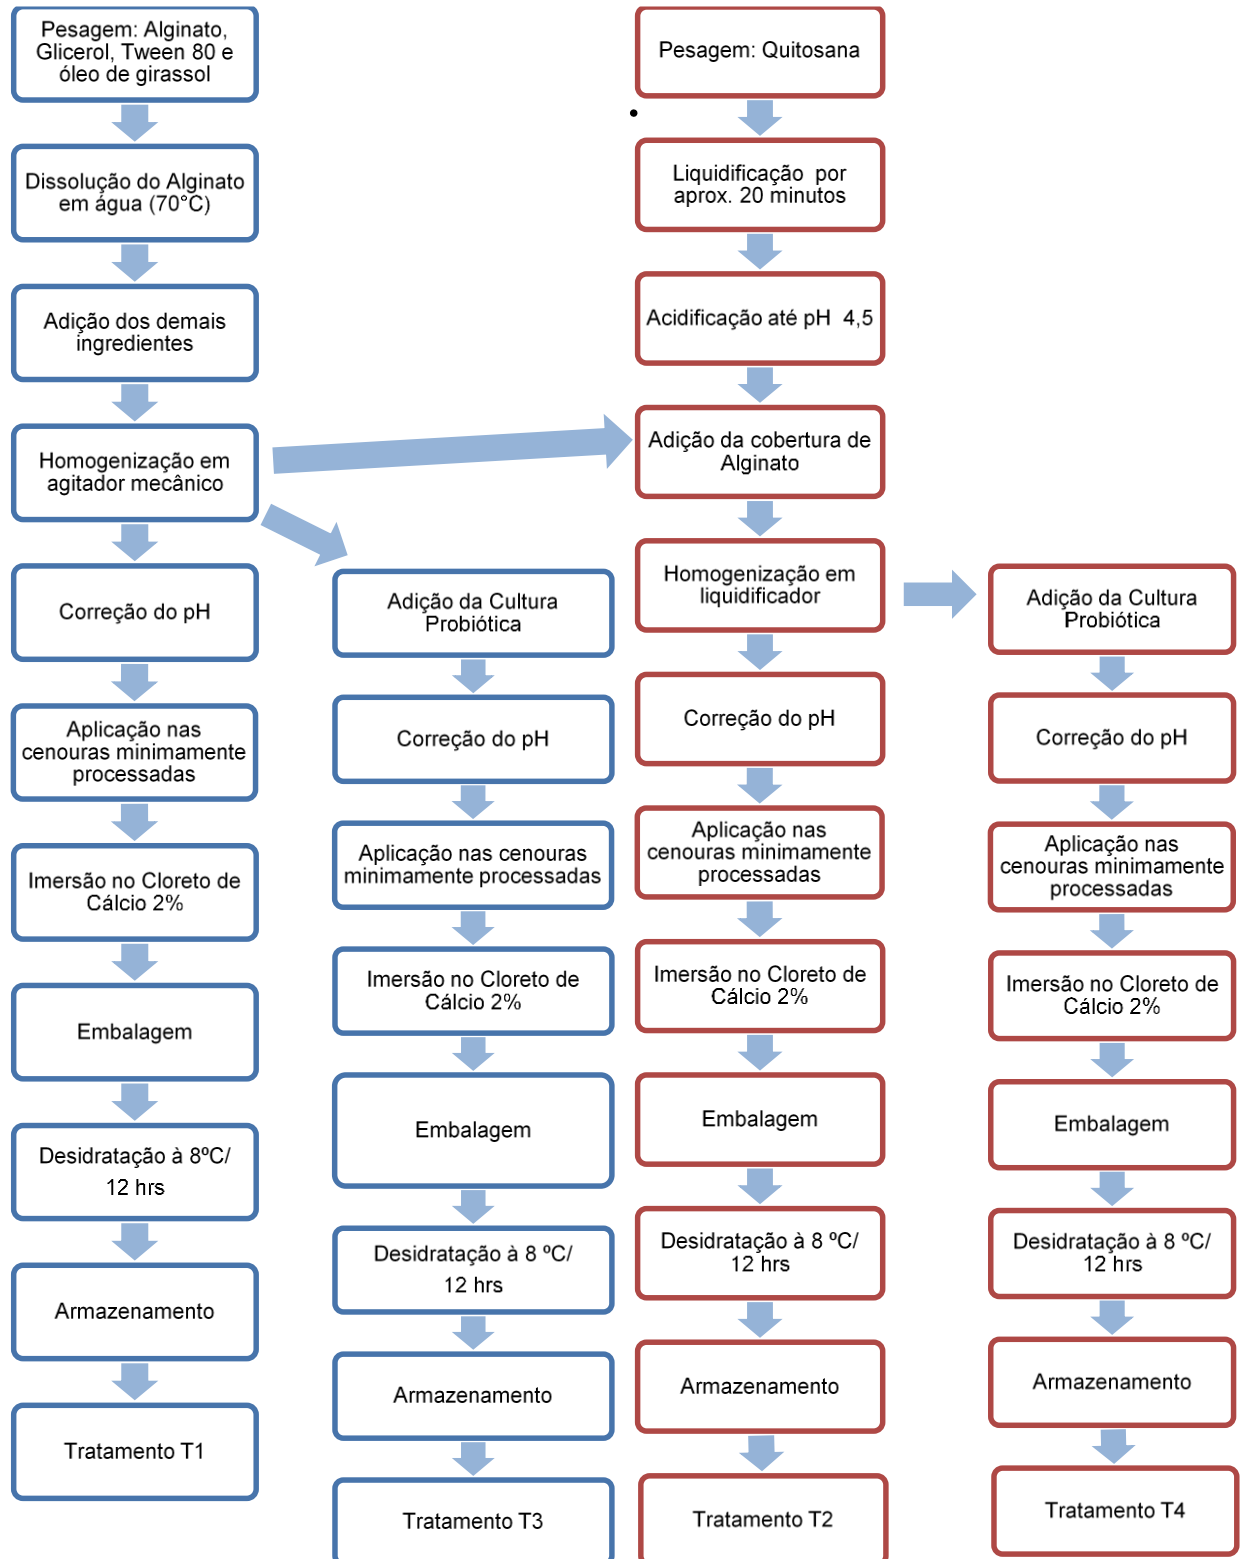 Pesagem: Alginato,
Glicerol, Tween 80 e
óleo de girassol
Dissolução do Alginato
em água (70°C)
Adição dos demais
ingredientes
Homogenização em
agitador mecânico
Correção do pH
Aplicação nas
cenouras minimamente
processadas
Imersão no Cloreto de
Cálcio 2%
Embalagem
Desidratação à 8ºC/
12 hrs
Armazenamento
Tratamento T1
Adição da Cultura
Probiótica
Correção do pH
Aplicação nas cenouras
minimamente processadas
Imersão no Cloreto de
Cálcio 2%
Embalagem
Desidratação à 8 ºC/
12 hrs
Armazenamento
Tratamento T3
Pesagem: Quitosana
Liquidificação por
aprox. 20 minutos
Acidificação até pH 4,5
Adição da cobertura de
Alginato
Homogenização em
liquidificador
Correção do pH
Aplicação nas
cenouras minimamente
processadas
Imersão no Cloreto de
Cálcio 2%
Embalagem
Desidratação à 8 ºC/
12 hrs
Armazenamento
Tratamento T2
Adição da Cultura
Probiótica
Correção do pH
Aplicação nas
cenouras minimamente
processadas
Imersão no Cloreto de
Cálcio 2%
Embalagem
Desidratação à 8 ºC/
12 hrs
Armazenamento
Tratamento T4